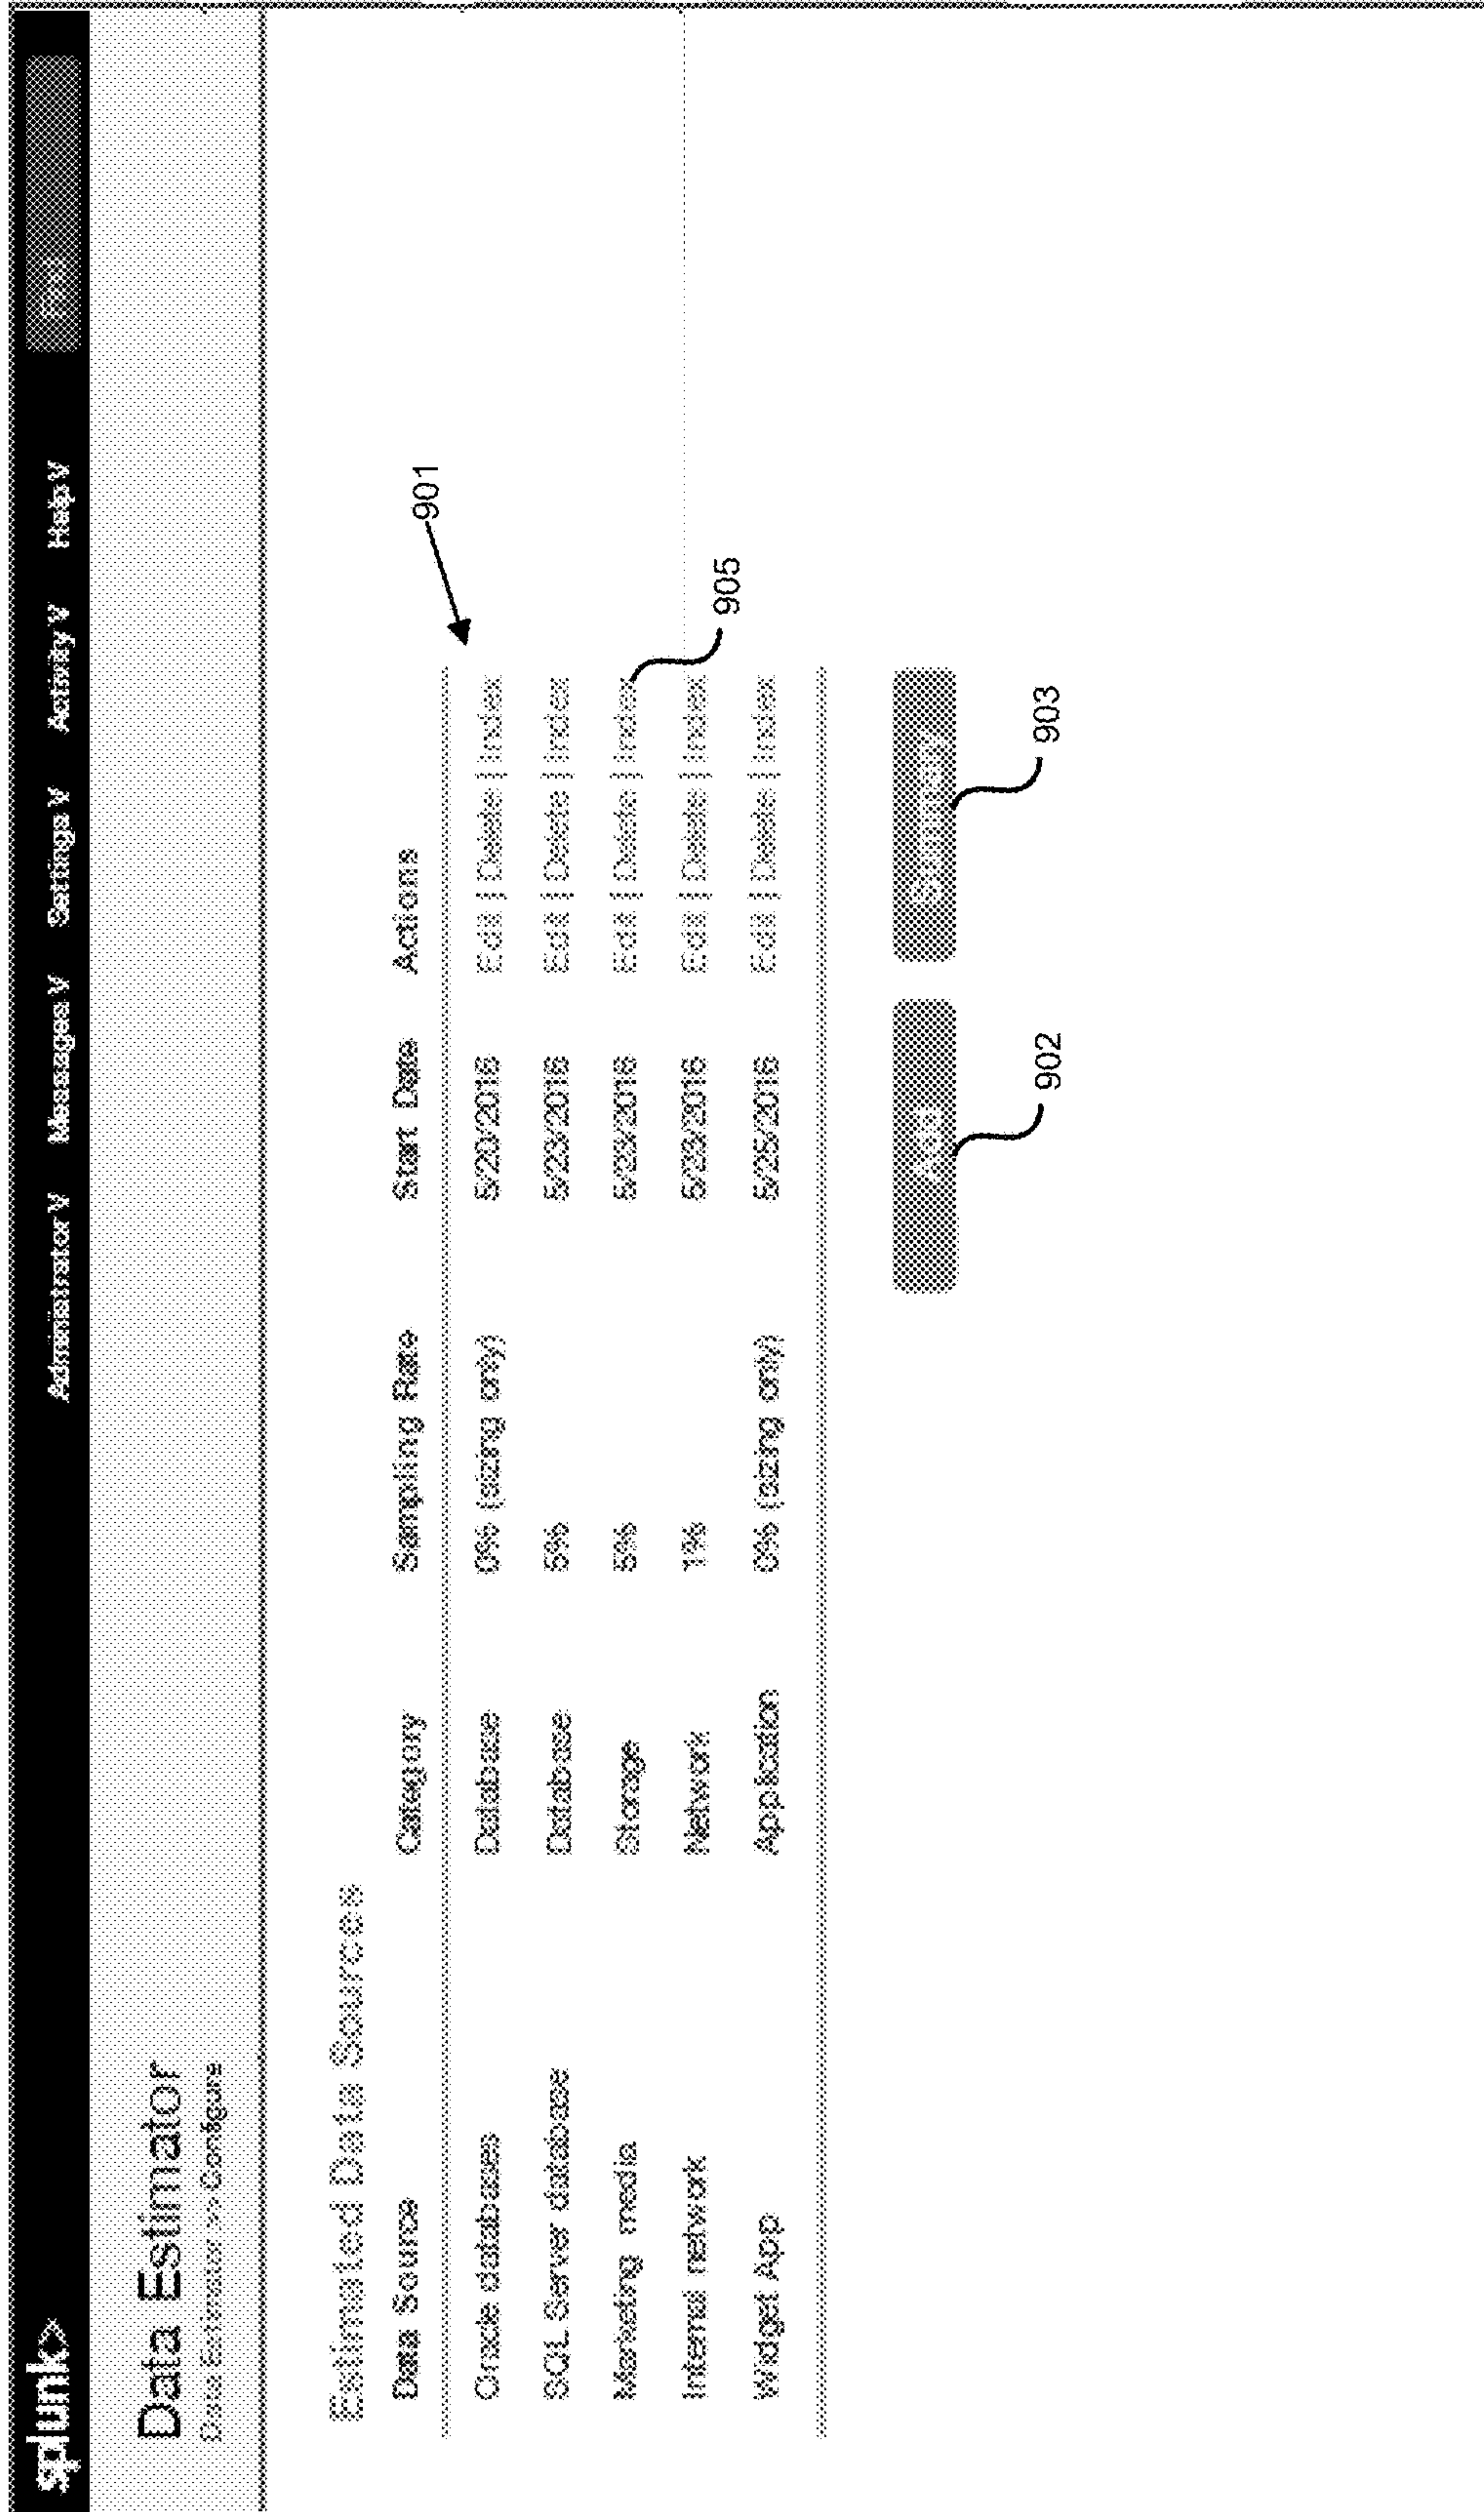 splunk> Administrator V Messages V Settings V Activity V Help V
Data Estimator
Data Estimator >> Configure
Estimated Data Sources
Data Source Category Sampling Rate Start Date Actions
901
Oracle databases Database 0% (sizing only) 5/20/2016 Edit | Delete | Index
SQL Server database Database 5% 5/23/2016 Edit | Delete | Index
Marketing media Storage 5% 5/23/2016 Edit | Delete | Index
905
Internal network Network 1% 5/23/2016 Edit | Delete | Index
Widget App Application 0% (sizing only) 5/25/2016 Edit | Delete | Index
Add Summary
902 903